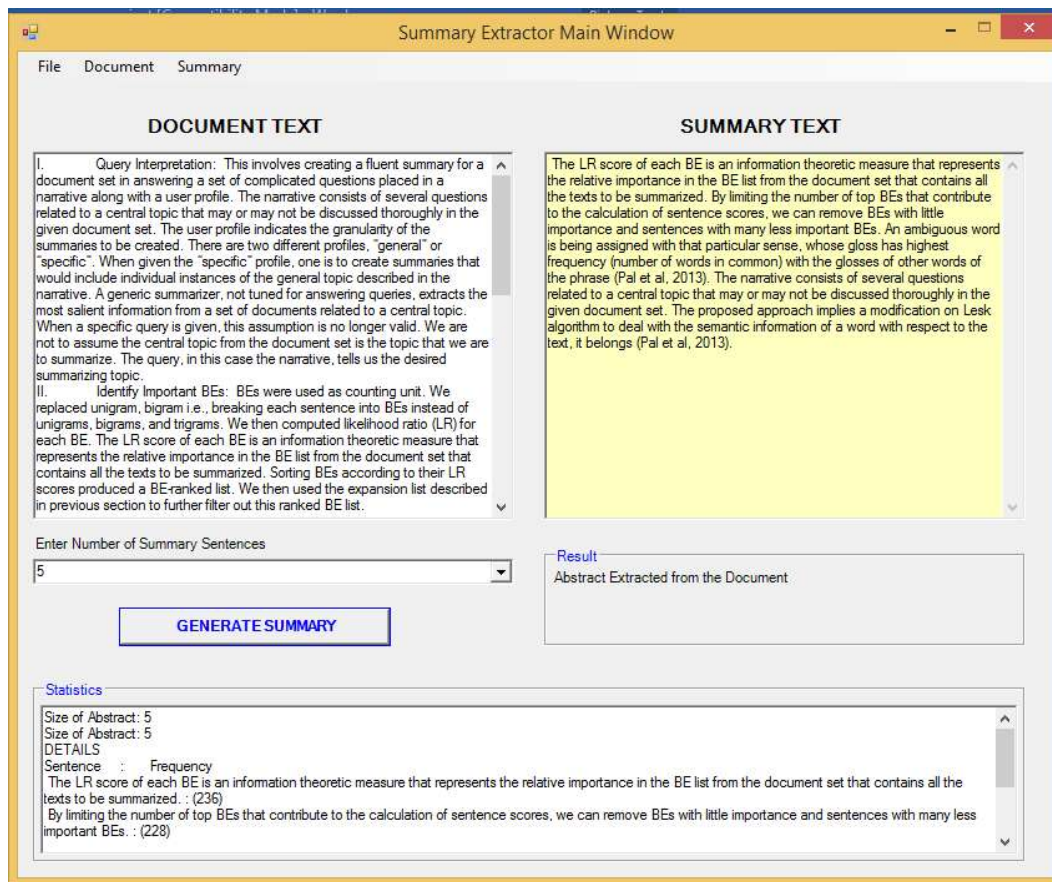 Summary Extractor Main Window
File Document Summary
DOCUMENT TEXT
I. Query Interpretation: This involves creating a fluent summary for a
document set in answering a set of complicated questions placed in a
narrative along with a user profile. The narrative consists of several questions
related to a central topic that may or may not be discussed thoroughly in the
given document set. The user profile indicates the granularity of the
summaries to be created. There are two different profiles, "general" or
"specific". When given the "specific" profile, one is to create summaries that
would include individual instances of the general topic described in the
narrative. A generic summarizer, not tuned for answering queries, extracts the
most salient information from a set of documents related to a central topic.
When a specific query is given, this assumption is no longer valid. We are
not to assume the central topic from the document set is the topic that we are
to summarize. The query, in this case the narrative, tells us the desired
summarizing topic.
II. Identify Important BEs: BEs were used as counting unit. We
replaced unigram, bigram i.e., breaking each sentence into BEs instead of
unigrams, bigrams, and trigrams. We then computed likelihood ratio (LR) for
each BE. The LR score of each BE is an information theoretic measure that
represents the relative importance in the BE list from the document set that
contains all the texts to be summarized. Sorting BEs according to their LR
scores produced a BE-ranked list. We then used the expansion list described
in previous section to further filter out this ranked BE list.
SUMMARY TEXT
The LR score of each BE is an information theoretic measure that represents
the relative importance in the BE list from the document set that contains all
the texts to be summarized. By limiting the number of top BEs that contribute
to the calculation of sentence scores, we can remove BEs with little
importance and sentences with many less important BEs. An ambiguous word
is being assigned with that particular sense, whose gloss has highest
frequency (number of words in common) with the glosses of other words of
the phrase (Pal et al, 2013). The narrative consists of several questions
related to a central topic that may or may not be discussed thoroughly in the
given document set. The proposed approach implies a modification on Lesk
algorithm to deal with the semantic information of a word with respect to the
text, it belongs (Pal et al, 2013).
Enter Number of Summary Sentences
5
GENERATE SUMMARY
Result
Abstract Extracted from the Document
Statistics
Size of Abstract: 5
Size of Abstract: 5
DETAILS
Sentence : Frequency
The LR score of each BE is an information theoretic measure that represents the relative importance in the BE list from the document set that contains all the
texts to be summarized. : (236)
By limiting the number of top BEs that contribute to the calculation of sentence scores, we can remove BEs with little importance and sentences with many less
important BEs. : (228)